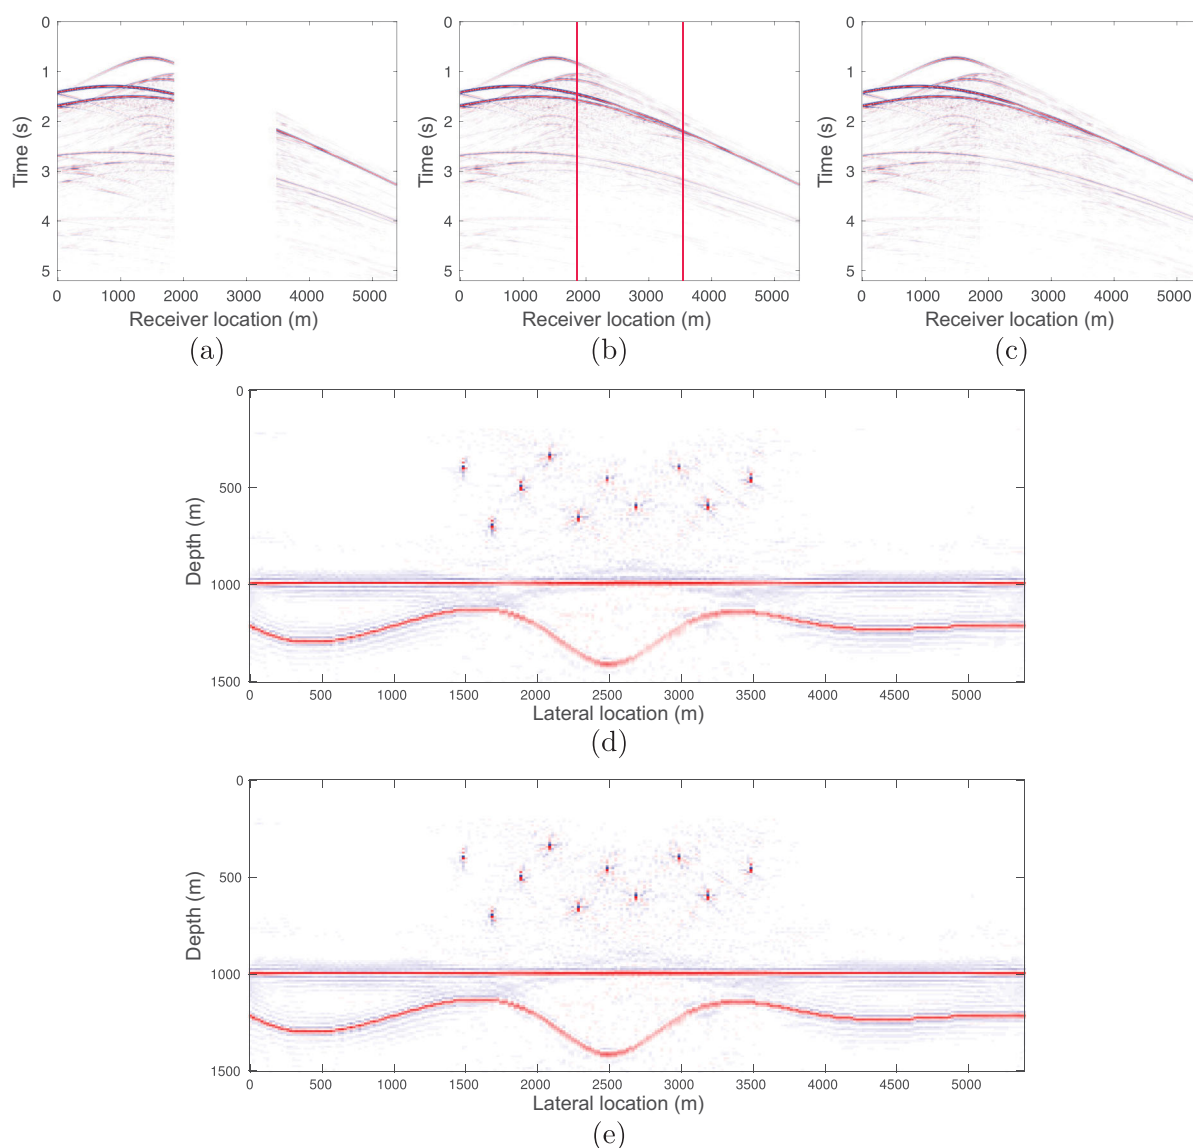 0
1
2
3
4
5
Time (s)
0 1000 2000 3000 4000 5000
Receiver location (m)
(a)
0
1
2
3
4
5
Time (s)
0 1000 2000 3000 4000 5000
Receiver location (m)
(b)
0
1
2
3
4
5
Time (s)
0 1000 2000 3000 4000 5000
Receiver location (m)
(c)
0
500
1000
1500
Depth (m)
0 500 1000 1500 2000 2500 3000 3500 4000 4500 5000
Lateral location (m)
(d)
0
500
1000
1500
Depth (m)
0 500 1000 1500 2000 2500 3000 3500 4000 4500 5000
Lateral location (m)
(e)